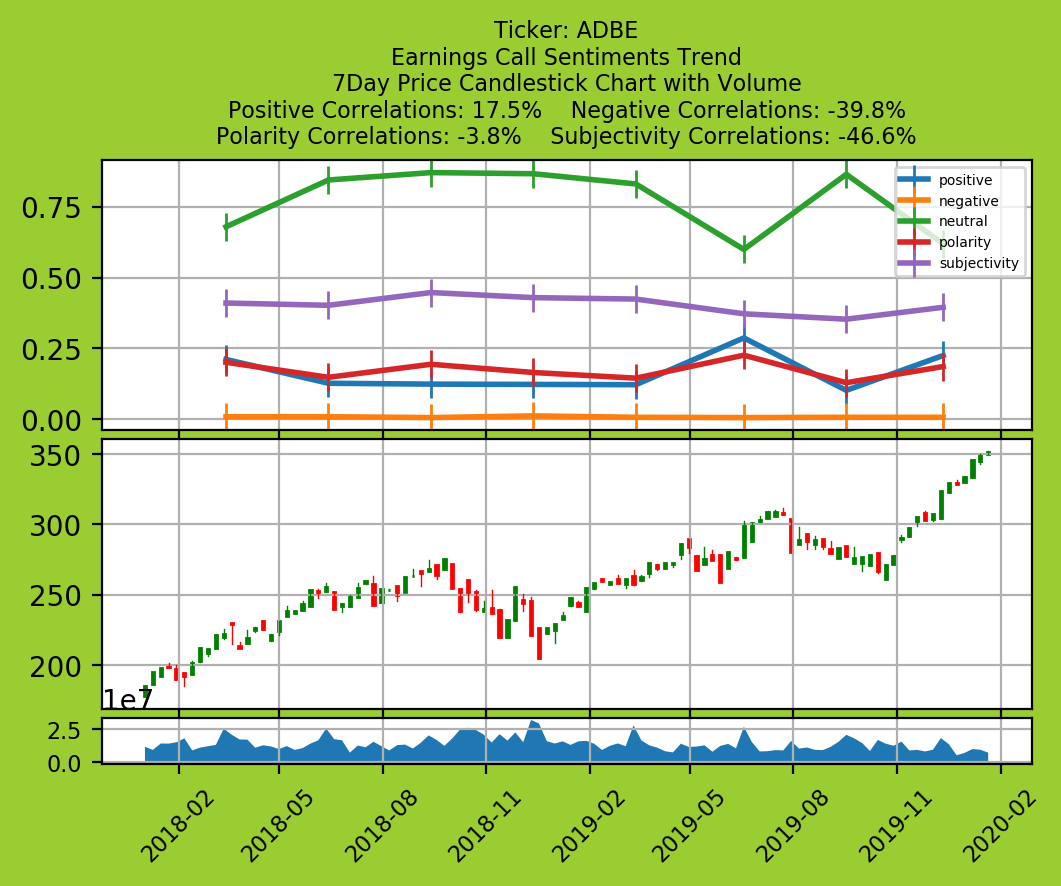 Ticker: ADBE
Earnings Call Sentiments Trend
7Day Price Candlestick Chart with Volume
Positive Correlations: 17.5%    Negative Correlations: -39.8%
Polarity Correlations: -3.8%    Subjectivity Correlations: -46.6%
positive
negative
neutral
polarity
subjectivity
0.75
0.50
0.25
0.00
350
300
250
200
1e7
2.5
0.0
2018-02
2018-05
2018-08
2018-11
2019-02
2019-05
2019-08
2019-11
2020-02